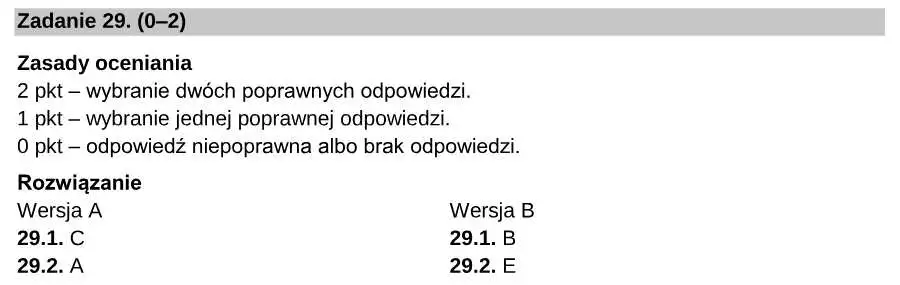 Zadanie 29. (0–2)
Zasady oceniania
2 pkt – wybranie dwóch poprawnych odpowiedzi.
1 pkt – wybranie jednej poprawnej odpowiedzi.
0 pkt – odpowiedź niepoprawna albo brak odpowiedzi.
Rozwiązanie
Wersja A Wersja B
29.1. C 29.1. B
29.2. A 29.2. E